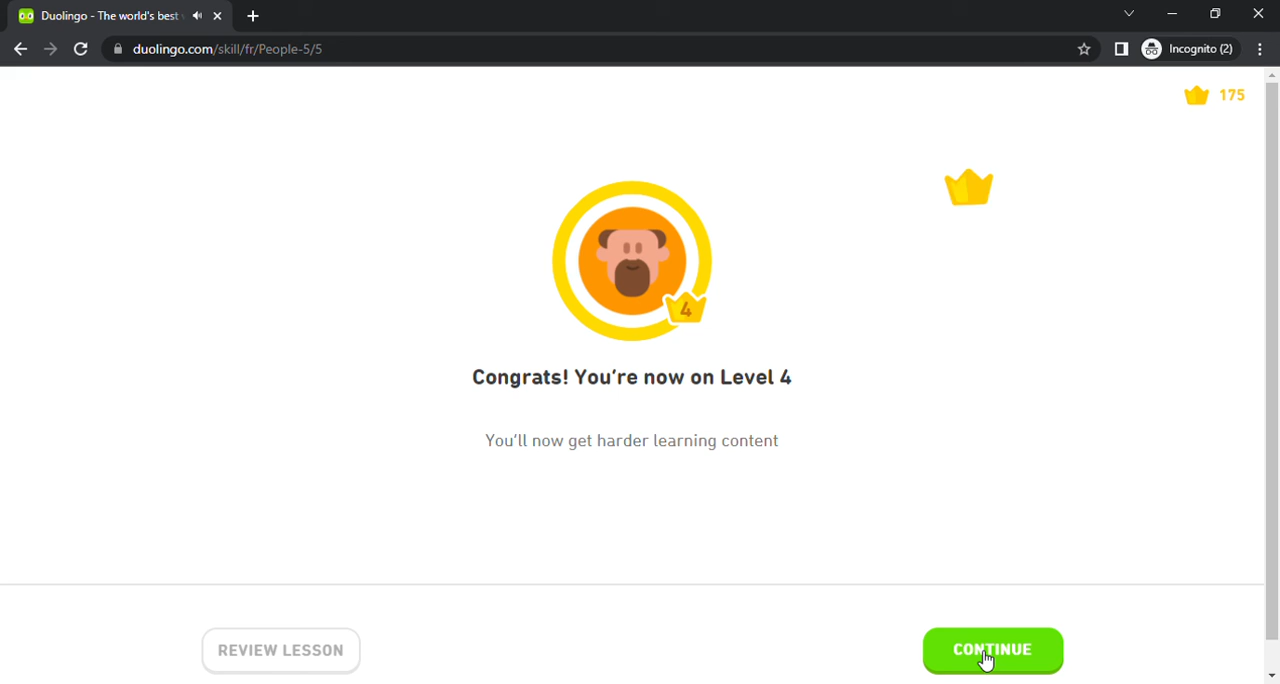 Duolingo - The world's best
duolingo.com/skill/fr/People-5/5
Incognito (2)
175
4
Congrats! You're now on Level 4
You'll now get harder learning content
REVIEW LESSON
CONTINUE